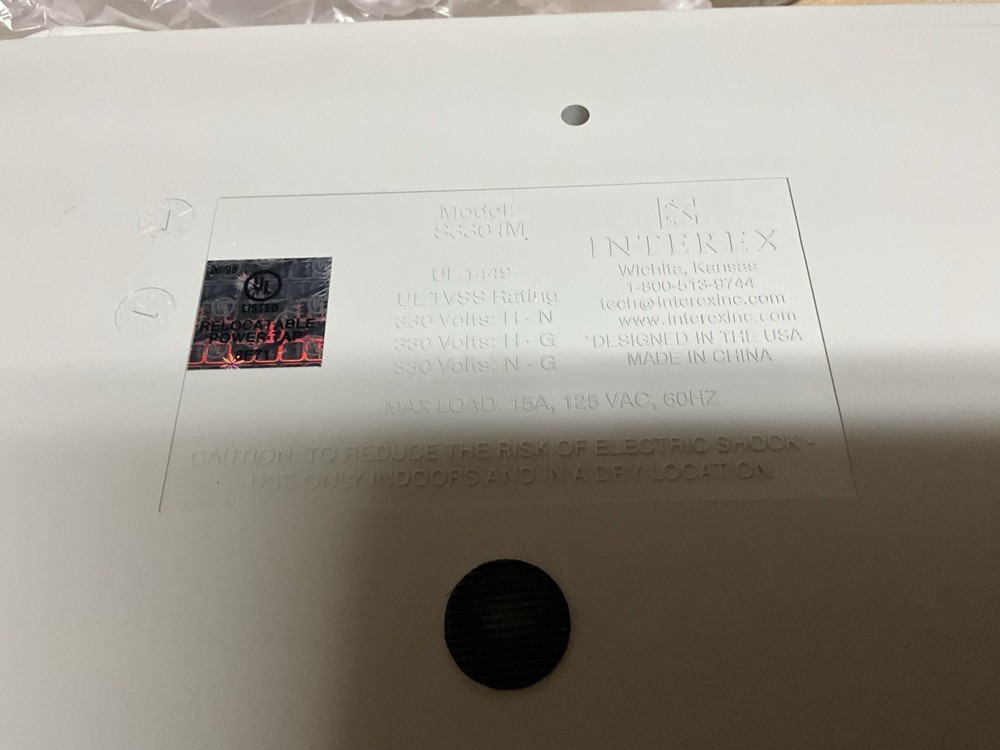 Model:
UL
LISTED
RELOCATABLE
POWER TAP
UL 1449
UL TVSS Rating
330 Volts: H - N
330 Volts: H - G
330 Volts: N - G
INTEREX
Wichita, Kansas
1-800-513-9744
tech@interexinc.com
www.interexinc.com
*DESIGNED IN THE USA
MADE IN CHINA
MAX LOAD: 15A, 125 VAC, 60HZ
CAUTION: TO REDUCE THE RISK OF ELECTRIC SHOCK -
USE ONLY INDOORS AND IN A DRY LOCATION